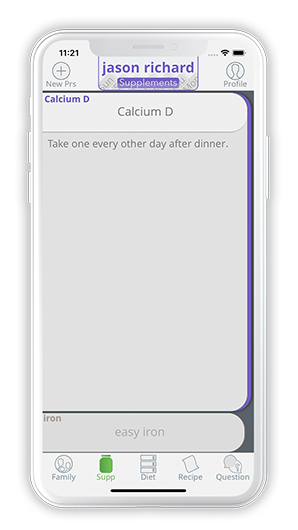 11:21
New Prs
jason richard
Supplements
Profile
Calcium D
Calcium D
Take one every other day after dinner.
iron
easy iron
Family
Supp
Diet
Recipe
Question